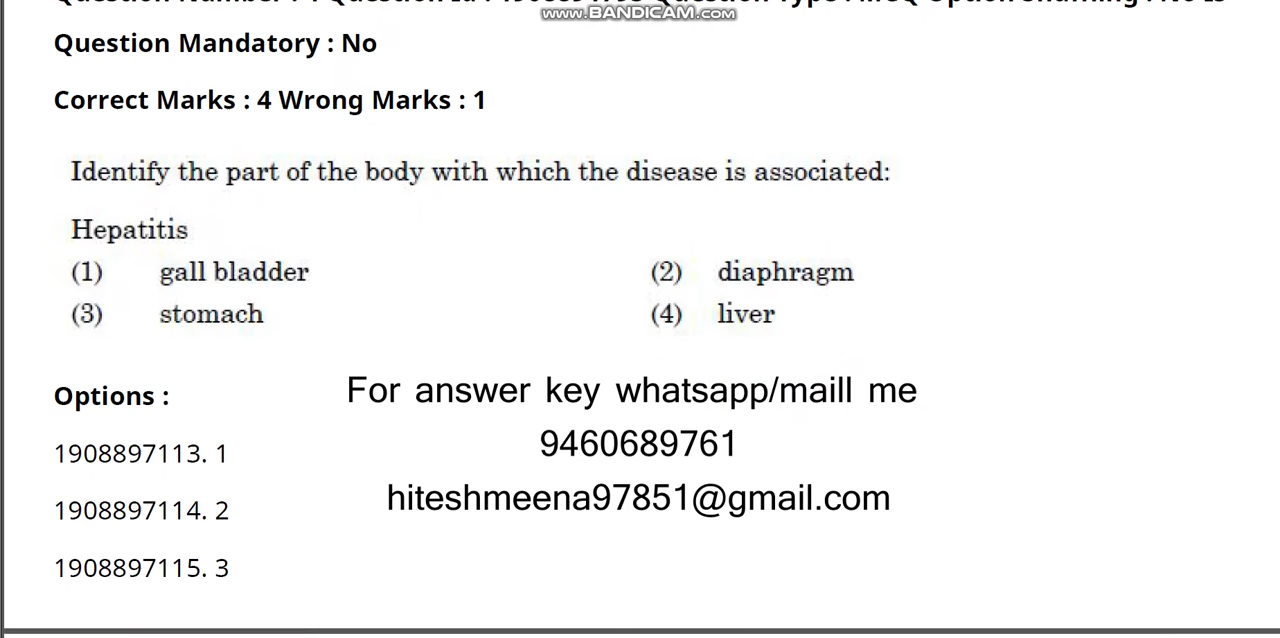 www.BANDICAM.com
Question Mandatory : No
Correct Marks : 4 Wrong Marks : 1
Identify the part of the body with which the disease is associated:
Hepatitis
(1) gall bladder (2) diaphragm
(3) stomach (4) liver
Options :
For answer key whatsapp/maill me
9460689761
1908897113. 1
hiteshmeena97851@gmail.com
1908897114. 2
1908897115. 3